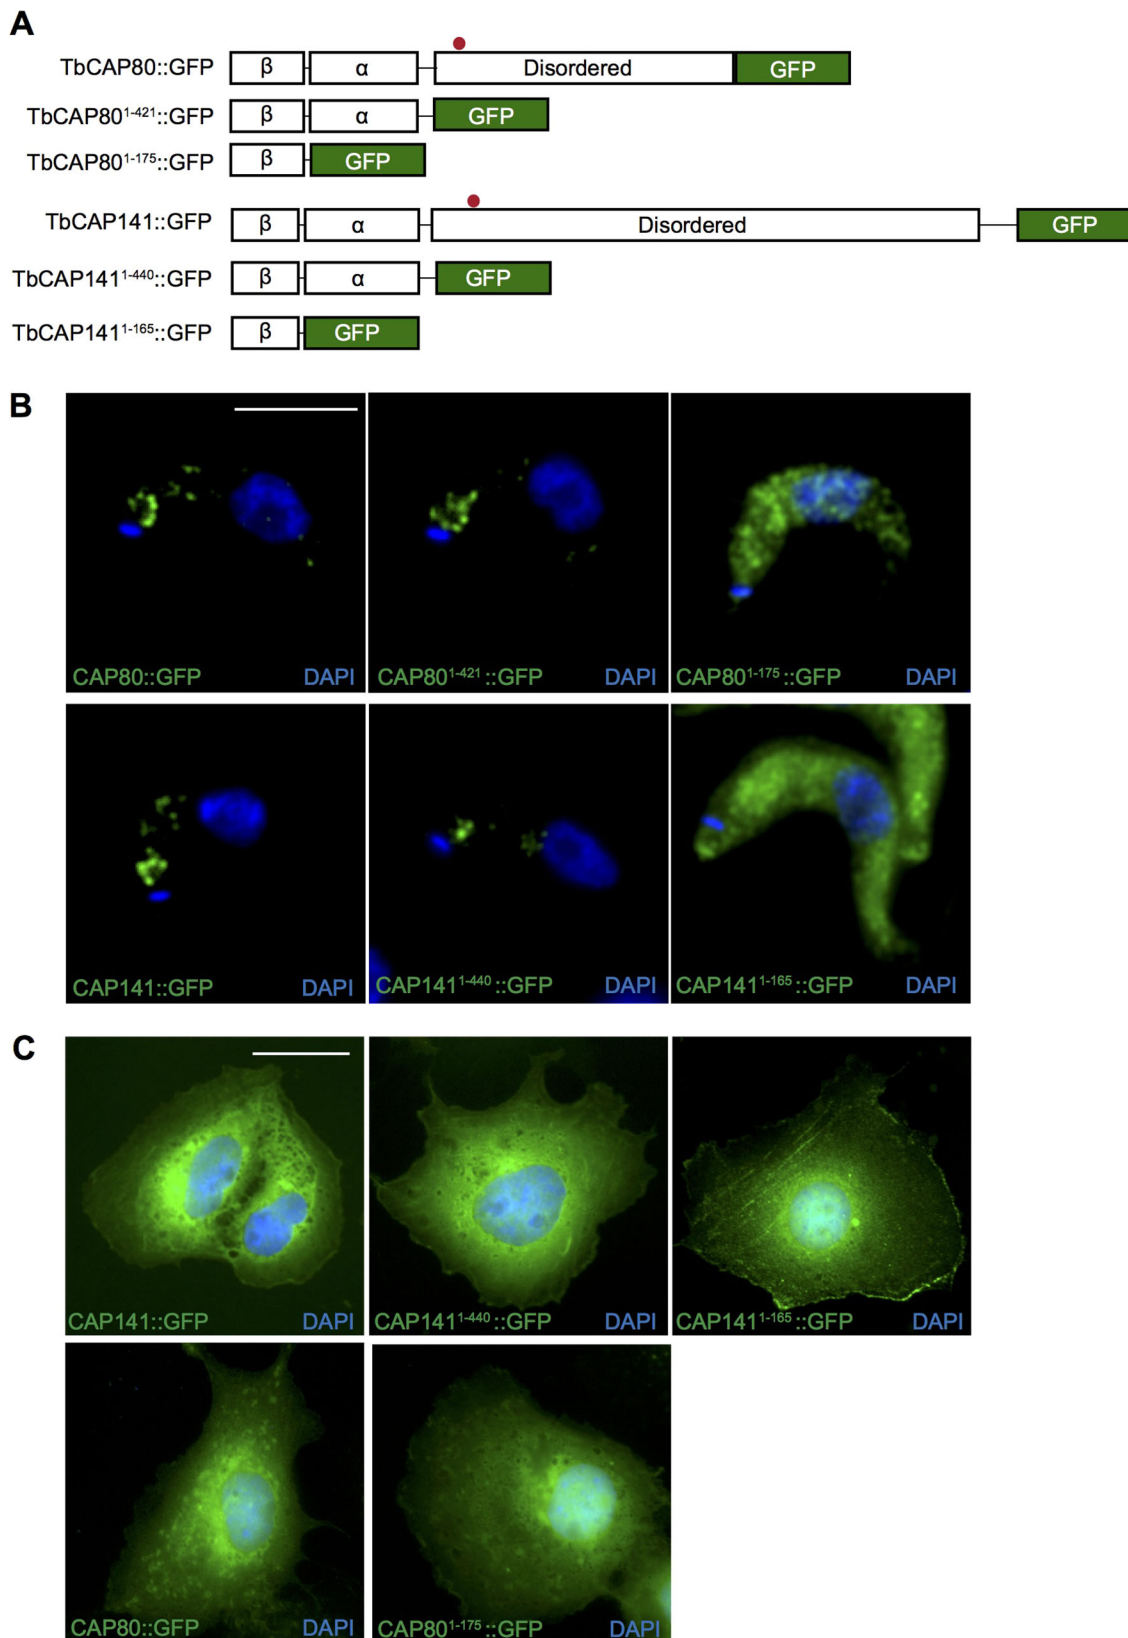 A
TbCAP80::GFP β α Disordered GFP
TbCAP80¹⁻⁴²¹::GFP β α GFP
TbCAP80¹⁻¹⁷⁵::GFP β GFP
TbCAP141::GFP β α Disordered GFP
TbCAP141¹⁻⁴⁴⁰::GFP β α GFP
TbCAP141¹⁻¹⁶⁵::GFP β GFP
B
CAP80::GFP DAPI CAP80¹⁻⁴²¹::GFP DAPI CAP80¹⁻¹⁷⁵::GFP DAPI
CAP141::GFP DAPI CAP141¹⁻⁴⁴⁰::GFP DAPI CAP141¹⁻¹⁶⁵::GFP DAPI
C
CAP141::GFP DAPI CAP141¹⁻⁴⁴⁰::GFP DAPI CAP141¹⁻¹⁶⁵::GFP DAPI
CAP80::GFP DAPI CAP80¹⁻¹⁷⁵::GFP DAPI